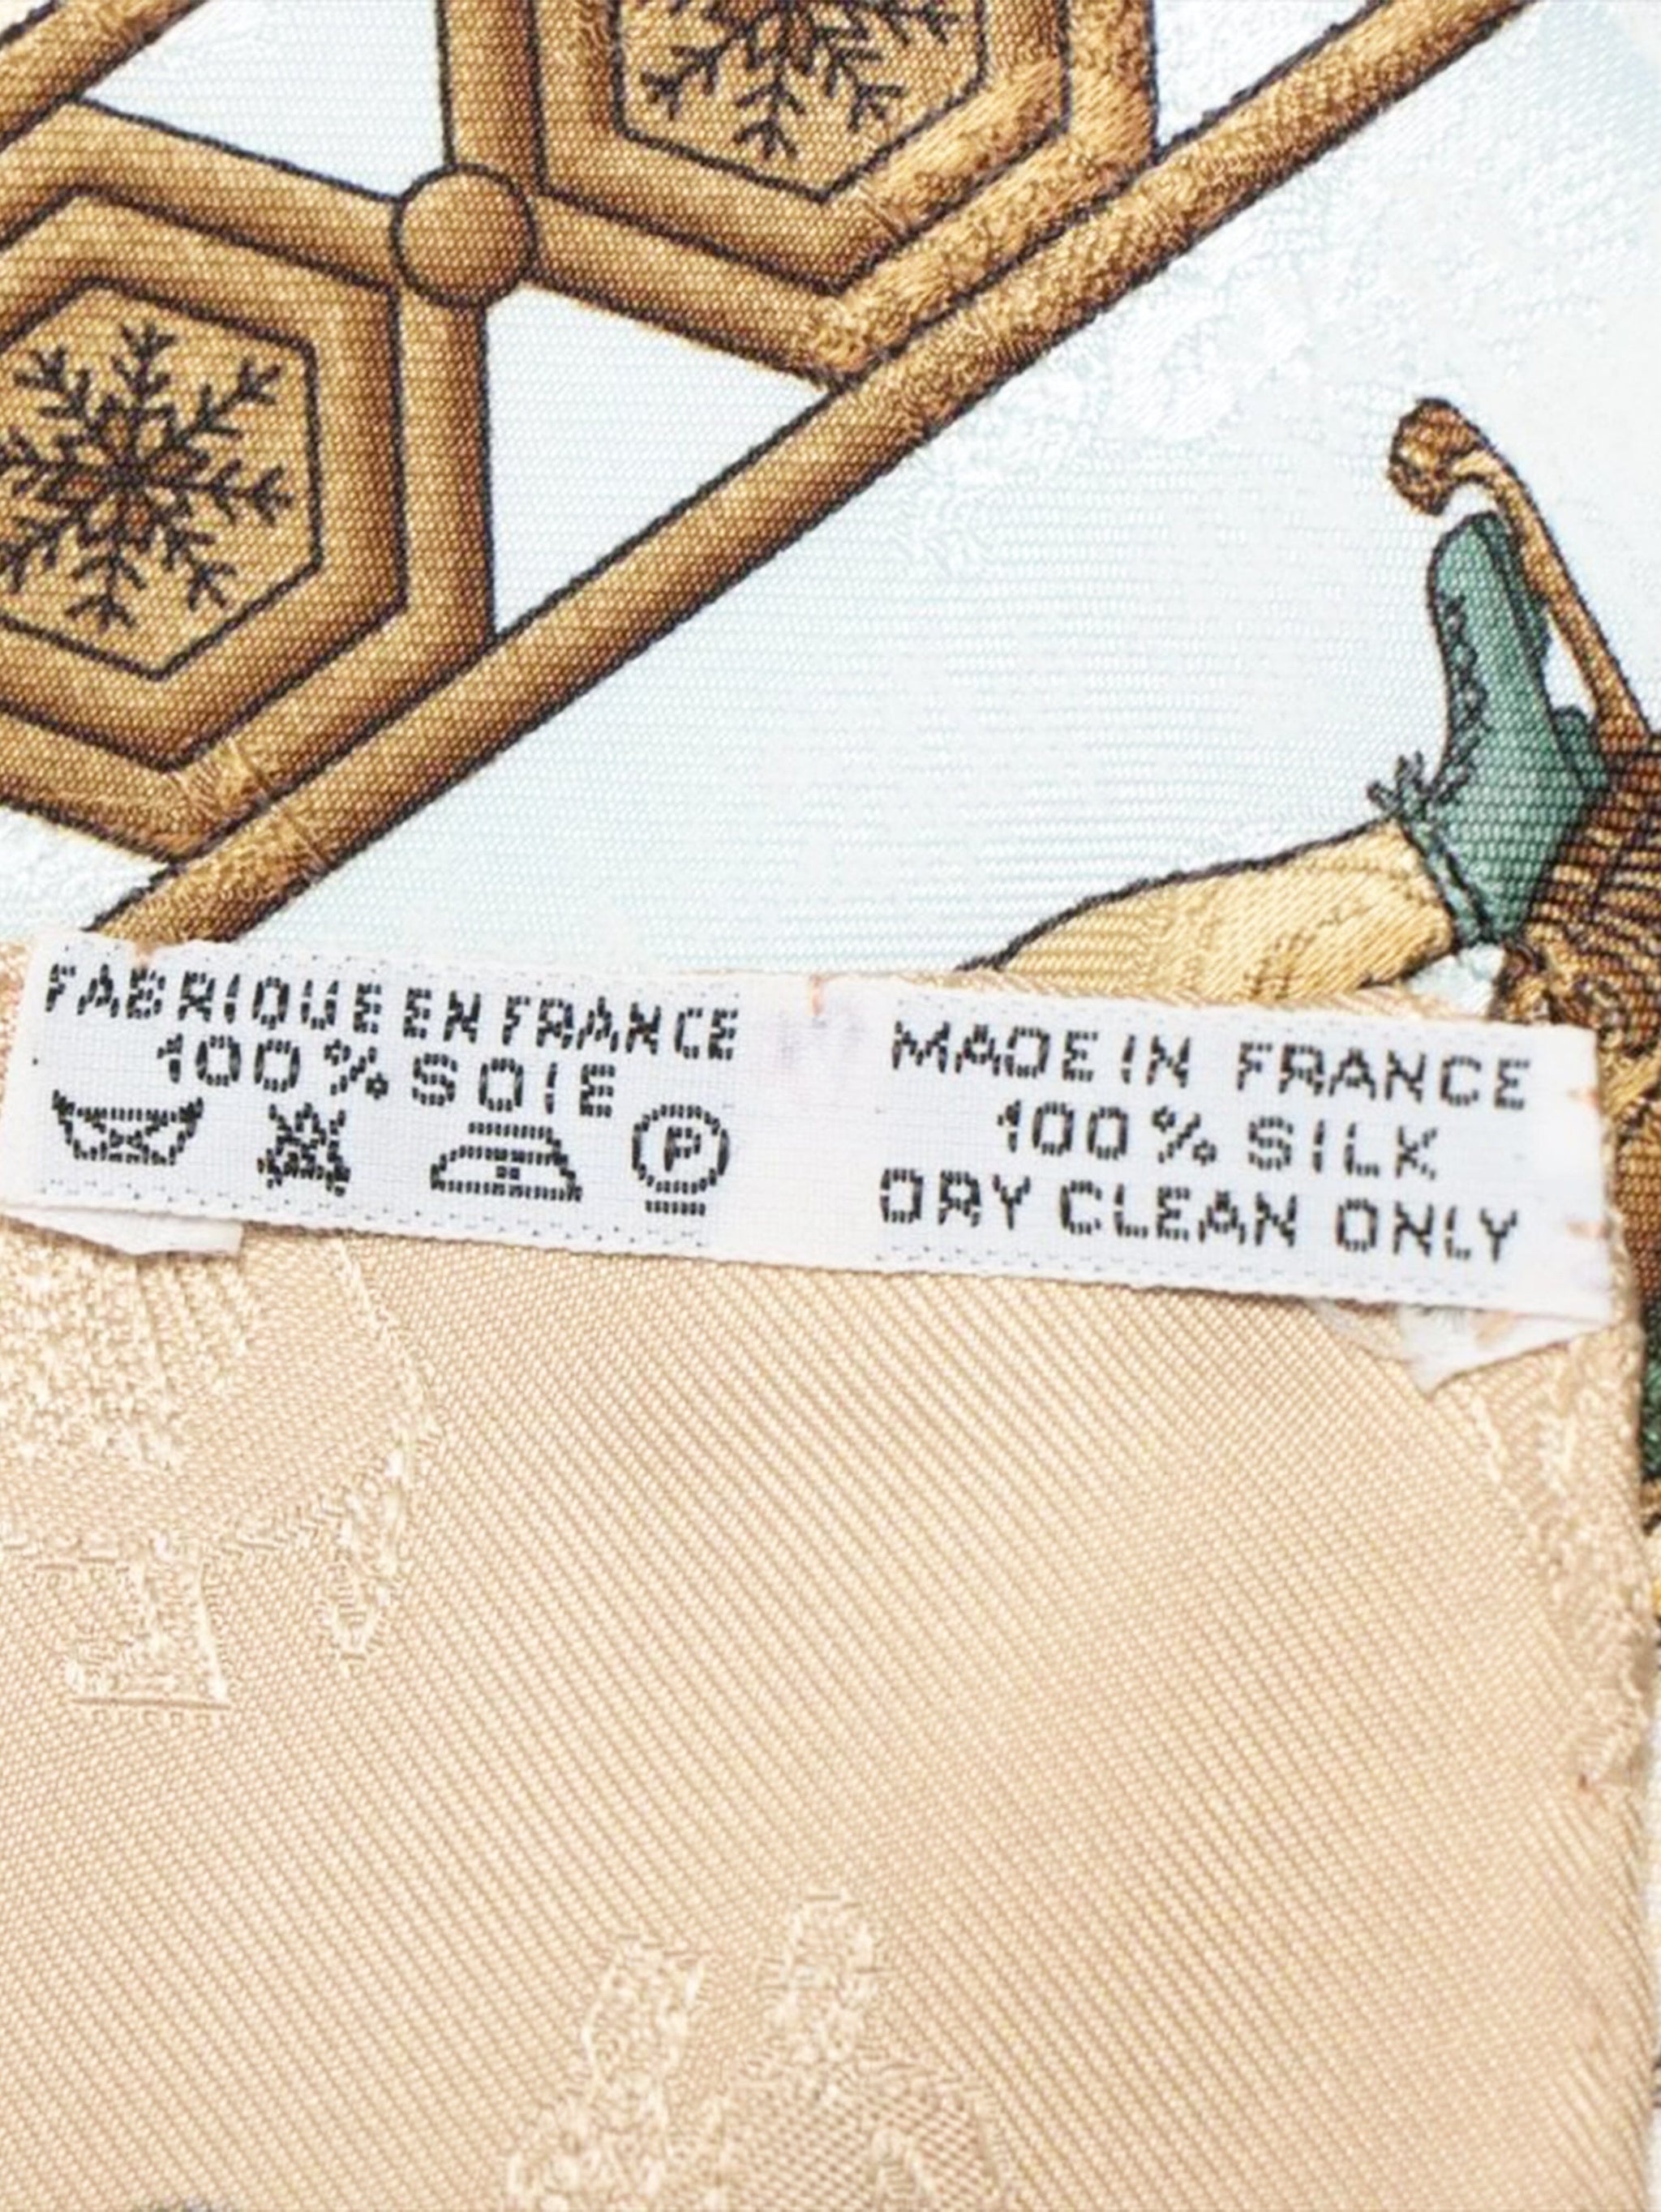 FABRIQUE EN FRANCE
100% SOIE
P
MADE IN FRANCE
100% SILK
DRY CLEAN ONLY